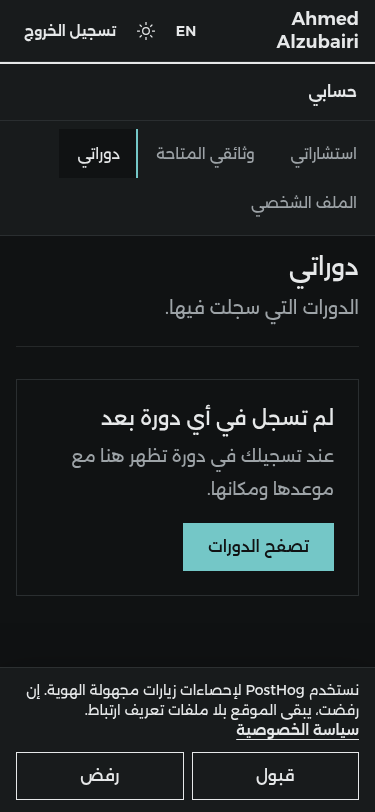 Ahmed
Alzubairi
EN
تسجيل الخروج
حسابي
استشاراتي
وثائقي المتاحة
دوراتي
الملف الشخصي
دوراتي
الدورات التي سجلت فيها.
لم تسجل في أي دورة بعد
عند تسجيلك في دورة تظهر هنا مع
موعدها ومكانها.
تصفح الدورات
نستخدم PostHog لإحصاءات زيارات مجهولة الهوية. إن
رفضت، يبقى الموقع بلا ملفات تعريف ارتباط.
سياسة الخصوصية
قبول
رفض